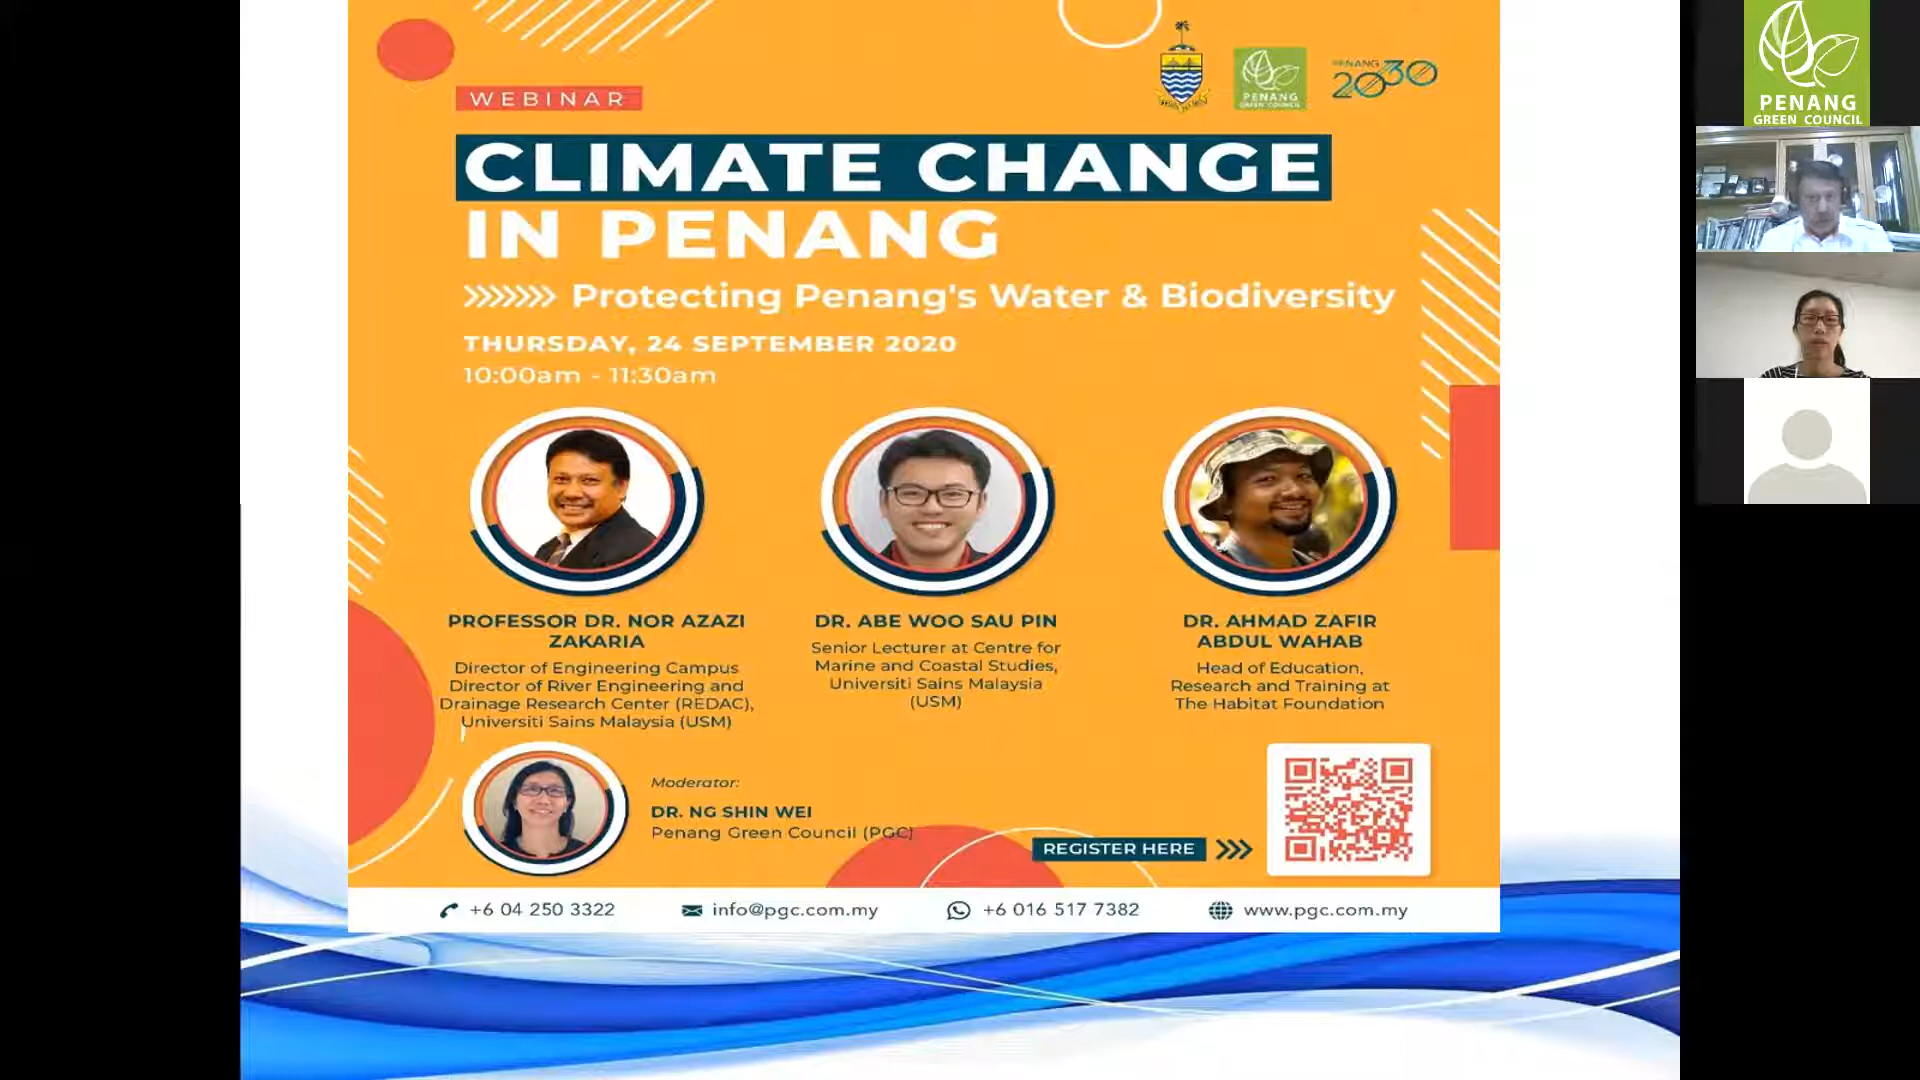 WEBINAR
PENANG
GREEN COUNCIL
PENANG
2030
CLIMATE CHANGE
IN PENANG
Protecting Penang's Water & Biodiversity
THURSDAY, 24 SEPTEMBER 2020
10:00am - 11:30am
PROFESSOR DR. NOR AZAZI
ZAKARIA
Director of Engineering Campus
Director of River Engineering and
Drainage Research Center (REDAC),
Universiti Sains Malaysia (USM)
DR. ABE WOO SAU PIN
Senior Lecturer at Centre for
Marine and Coastal Studies,
Universiti Sains Malaysia
(USM)
DR. AHMAD ZAFIR
ABDUL WAHAB
Head of Education,
Research and Training at
The Habitat Foundation
Moderator:
DR. NG SHIN WEI
Penang Green Council (PGC)
REGISTER HERE
+6 04 250 3322
info@pgc.com.my
+6 016 517 7382
www.pgc.com.my
PENANG
GREEN COUNCIL